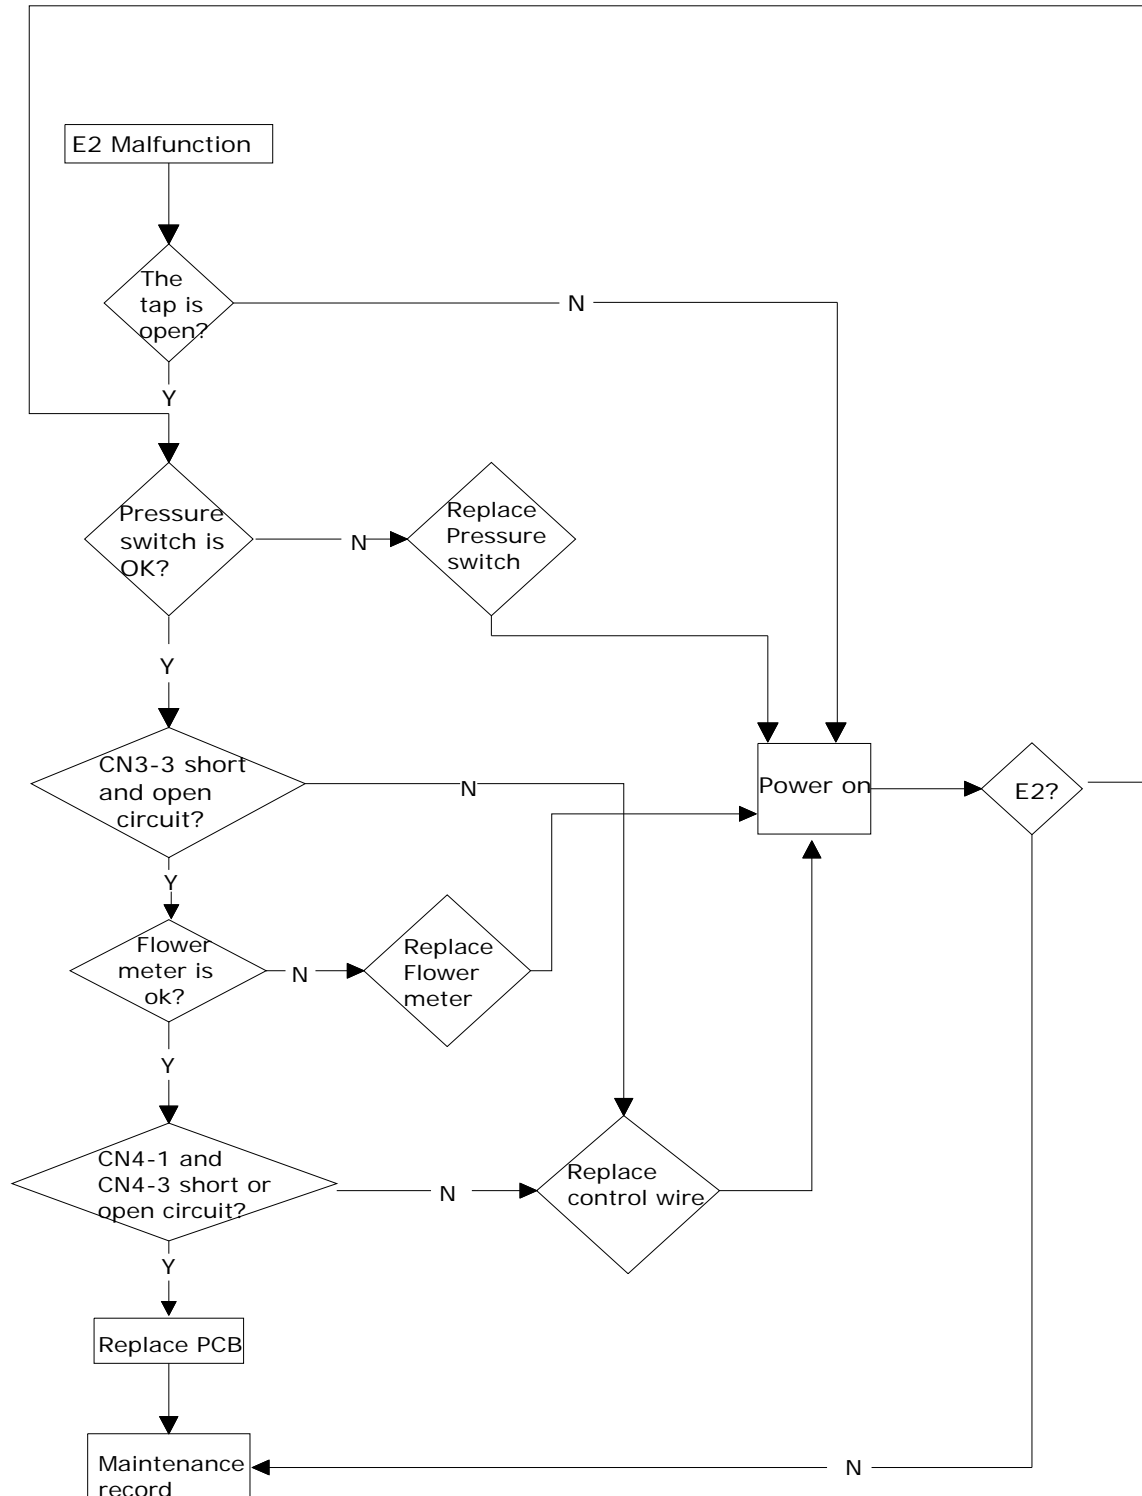 E2 Malfunction
The
tap is
open?
N
Y
Pressure
switch is
OK?
N
Replace
Pressure
switch
Y
CN3-3 short
and open
circuit?
N
Power on
E2?
Y
Flower
meter is
ok?
N
Replace
Flower
meter
Y
CN4-1 and
CN4-3 short or
open circuit?
N
Replace
control wire
Y
Replace PCB
Maintenance
record
N